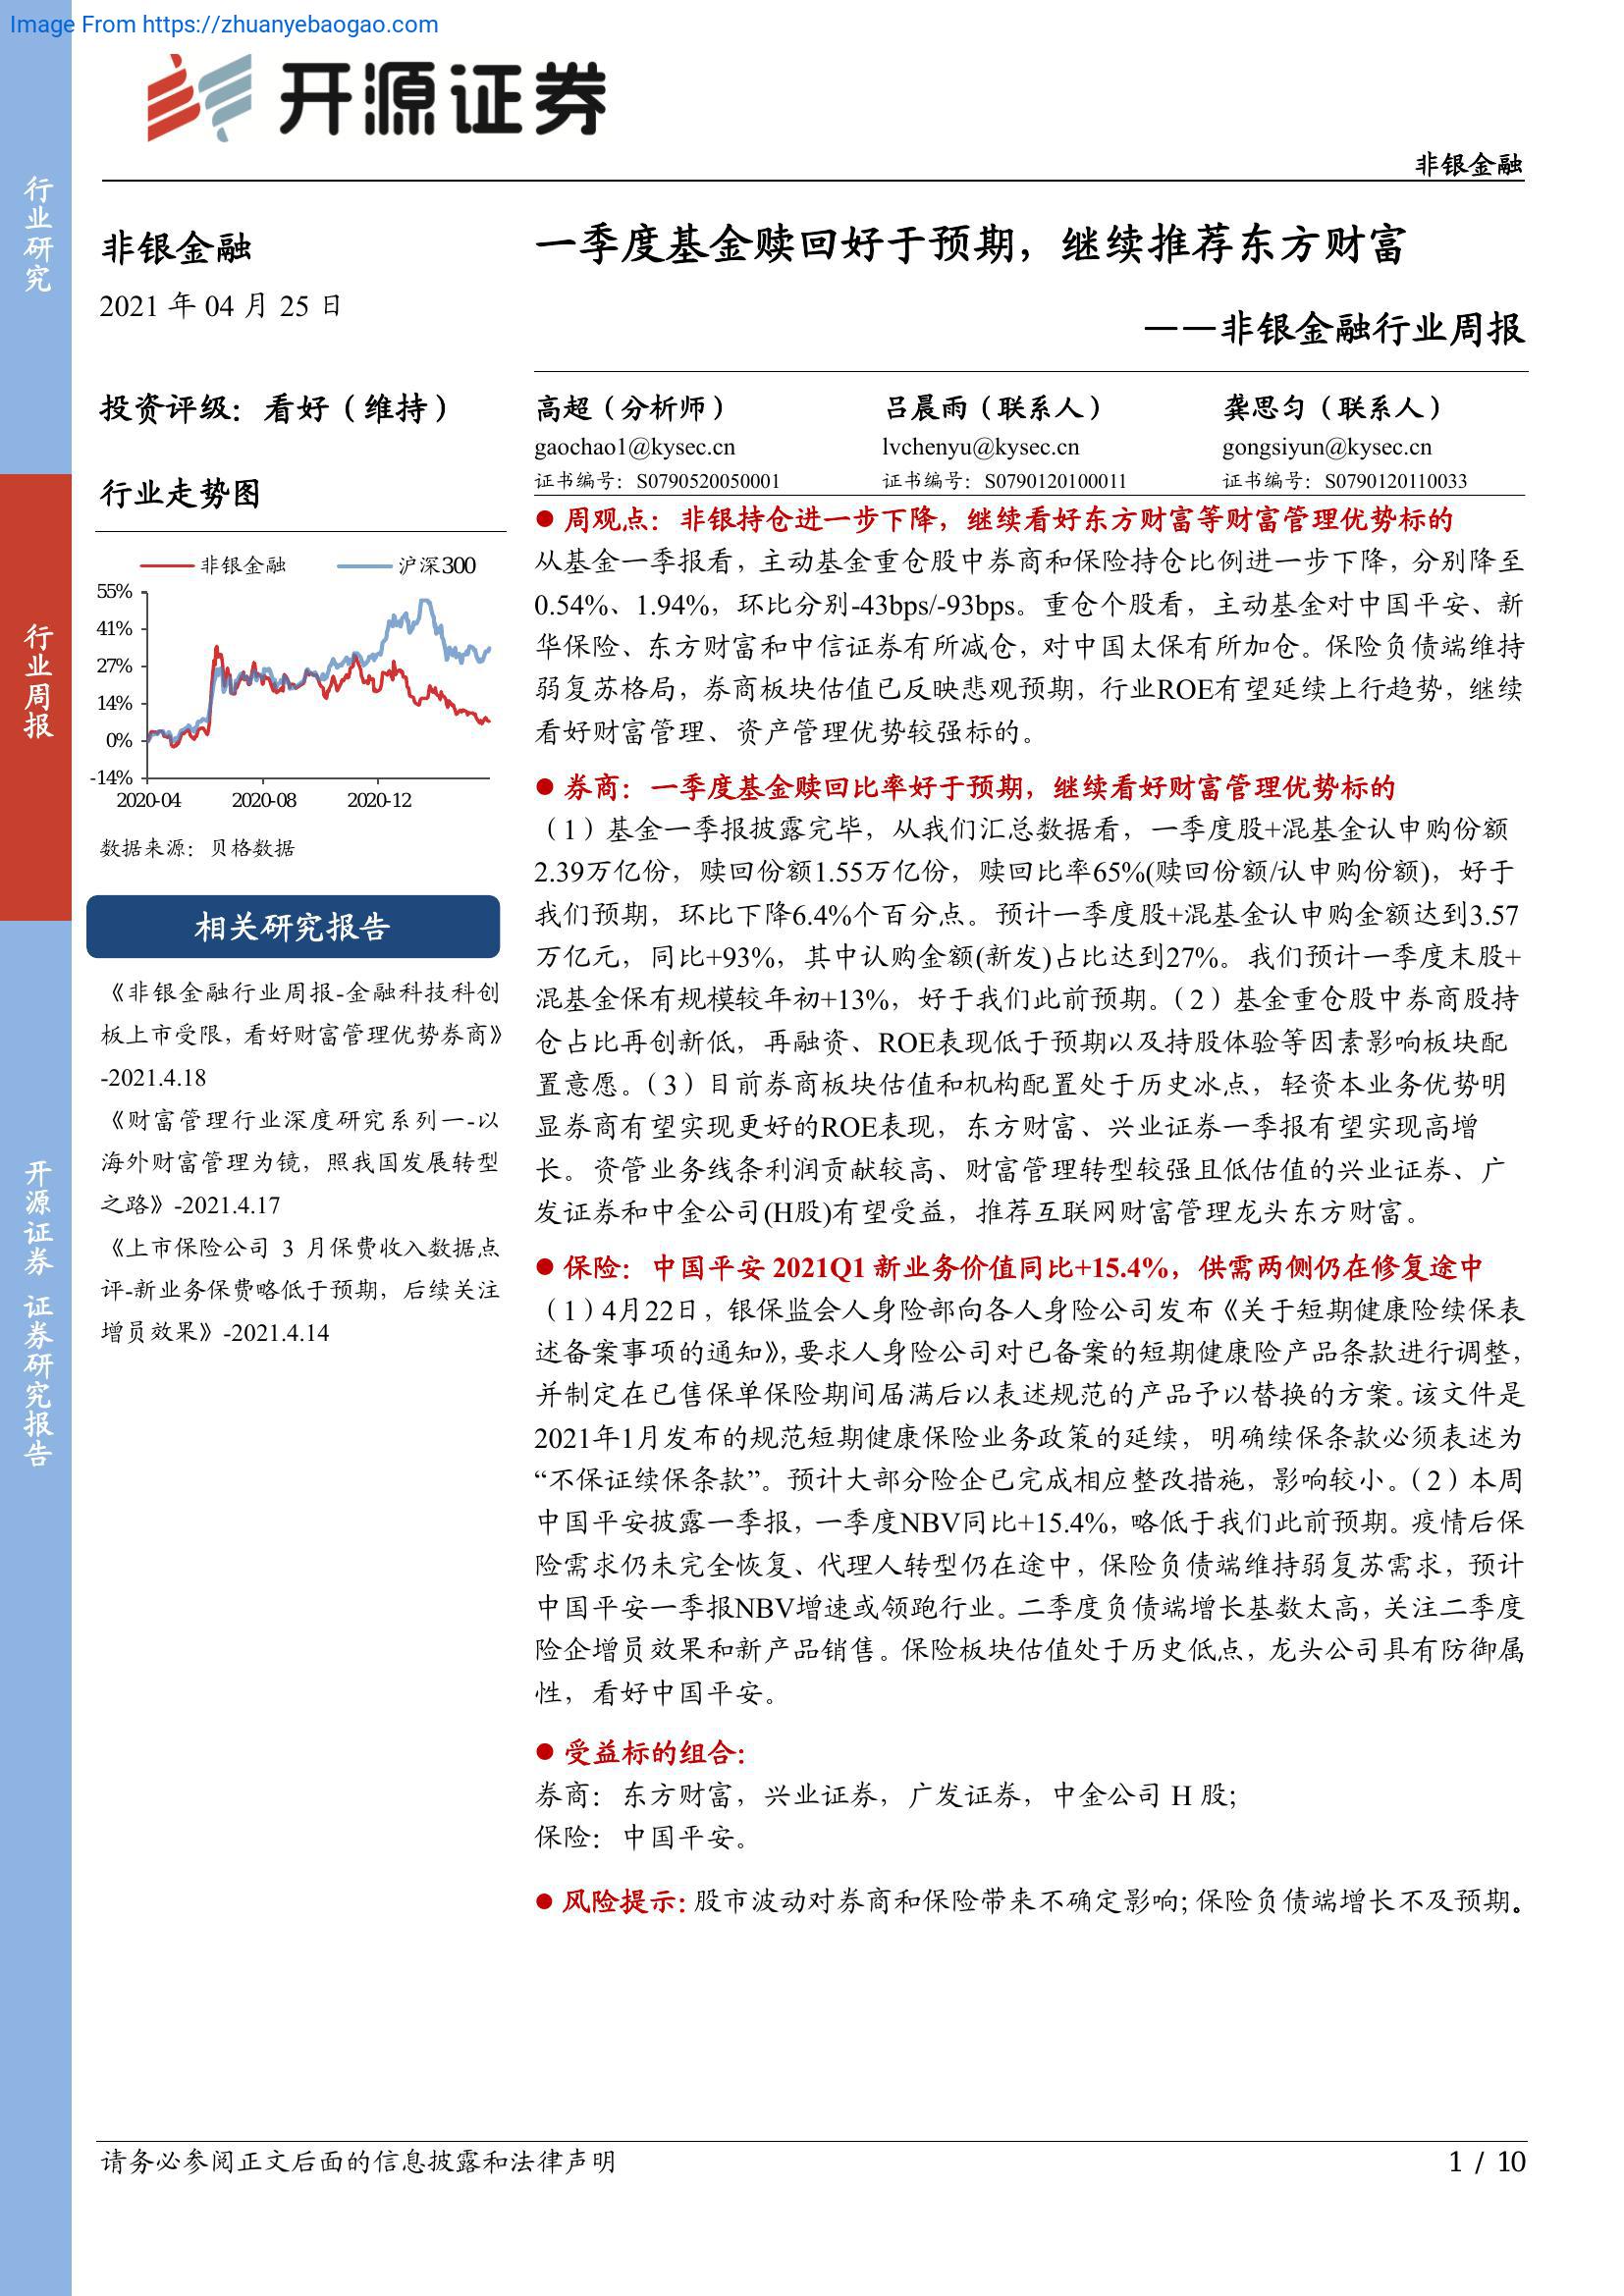 Image From https://zhuanyebaogao.com
开源证券
非银金融
行业研究
行业周报
开源证券 证券研究报告
非银金融
2021 年 04 月 25 日
投资评级：看好（维持）
行业走势图
非银金融 沪深300
55%
41%
27%
14%
0%
-14%
2020-04 2020-08 2020-12
数据来源：贝格数据
相关研究报告
《非银金融行业周报-金融科技科创
板上市受限，看好财富管理优势券商》
-2021.4.18
《财富管理行业深度研究系列一-以
海外财富管理为镜，照我国发展转型
之路》-2021.4.17
《上市保险公司 3 月保费收入数据点
评-新业务保费略低于预期，后续关注
增员效果》-2021.4.14
一季度基金赎回好于预期，继续推荐东方财富
——非银金融行业周报
高超（分析师） 吕晨雨（联系人） 龚思匀（联系人）
gaochao1@kysec.cn lvchenyu@kysec.cn gongsiyun@kysec.cn
证书编号：S0790520050001 证书编号：S0790120100011 证书编号：S0790120110033
● 周观点：非银持仓进一步下降，继续看好东方财富等财富管理优势标的
从基金一季报看，主动基金重仓股中券商和保险持仓比例进一步下降，分别降至
0.54%、1.94%，环比分别-43bps/-93bps。重仓个股看，主动基金对中国平安、新
华保险、东方财富和中信证券有所减仓，对中国太保有所加仓。保险负债端维持
弱复苏格局，券商板块估值已反映悲观预期，行业ROE有望延续上行趋势，继续
看好财富管理、资产管理优势较强标的。
● 券商：一季度基金赎回比率好于预期，继续看好财富管理优势标的
（1）基金一季报披露完毕，从我们汇总数据看，一季度股+混基金认申购份额
2.39万亿份，赎回份额1.55万亿份，赎回比率65%(赎回份额/认申购份额)，好于
我们预期，环比下降6.4%个百分点。预计一季度股+混基金认申购金额达到3.57
万亿元，同比+93%，其中认购金额(新发)占比达到27%。我们预计一季度末股+
混基金保有规模较年初+13%，好于我们此前预期。（2）基金重仓股中券商股持
仓占比再创新低，再融资、ROE表现低于预期以及持股体验等因素影响板块配
置意愿。（3）目前券商板块估值和机构配置处于历史冰点，轻资本业务优势明
显券商有望实现更好的ROE表现，东方财富、兴业证券一季报有望实现高增
长。资管业务线条利润贡献较高、财富管理转型较强且低估值的兴业证券、广
发证券和中金公司(H股)有望受益，推荐互联网财富管理龙头东方财富。
● 保险：中国平安 2021Q1 新业务价值同比+15.4%，供需两侧仍在修复途中
（1）4月22日，银保监会人身险部向各人身险公司发布《关于短期健康险续保表
述备案事项的通知》，要求人身险公司对已备案的短期健康险产品条款进行调整，
并制定在已售保单保险期间届满后以表述规范的产品予以替换的方案。该文件是
2021年1月发布的规范短期健康保险业务政策的延续，明确续保条款必须表述为
“不保证续保条款”。预计大部分险企已完成相应整改措施，影响较小。（2）本周
中国平安披露一季报，一季度NBV同比+15.4%，略低于我们此前预期。疫情后保
险需求仍未完全恢复、代理人转型仍在途中，保险负债端维持弱复苏需求，预计
中国平安一季报NBV增速或领跑行业。二季度负债端增长基数太高，关注二季度
险企增员效果和新产品销售。保险板块估值处于历史低点，龙头公司具有防御属
性，看好中国平安。
● 受益标的组合：
券商：东方财富，兴业证券，广发证券，中金公司 H 股；
保险：中国平安。
● 风险提示：股市波动对券商和保险带来不确定影响；保险负债端增长不及预期。
请务必参阅正文后面的信息披露和法律声明
1 / 10